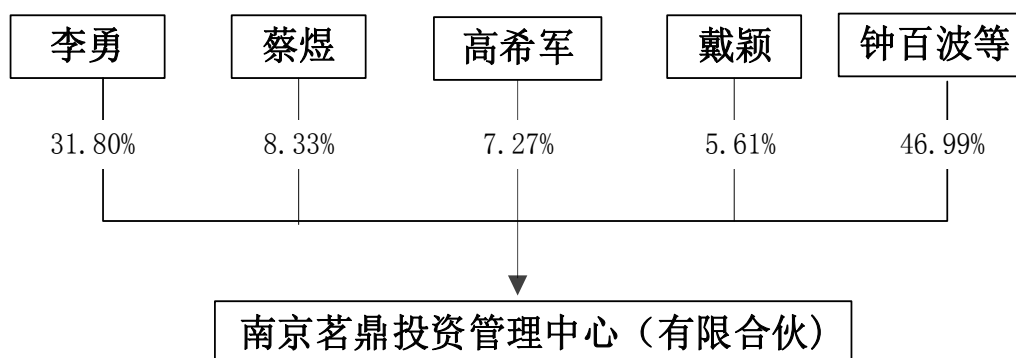 李勇 蔡煜 高希军 戴颖 钟百波等
31.80% 8.33% 7.27% 5.61% 46.99%
南京茗鼎投资管理中心（有限合伙)